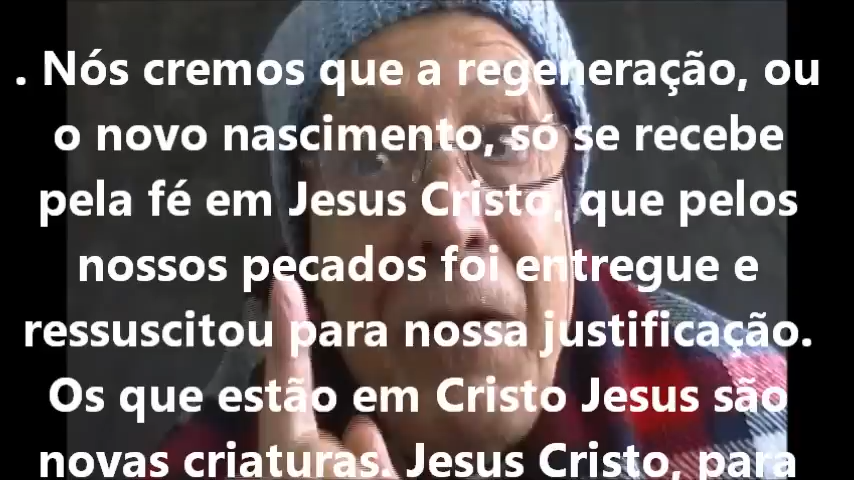 . Nós cremos que a regeneração, ou
o novo nascimento, só se recebe
pela fé em Jesus Cristo, que pelos
nossos pecados foi entregue e
ressuscitou para nossa justificação.
Os que estão em Cristo Jesus são
novas criaturas. Jesus Cristo, para